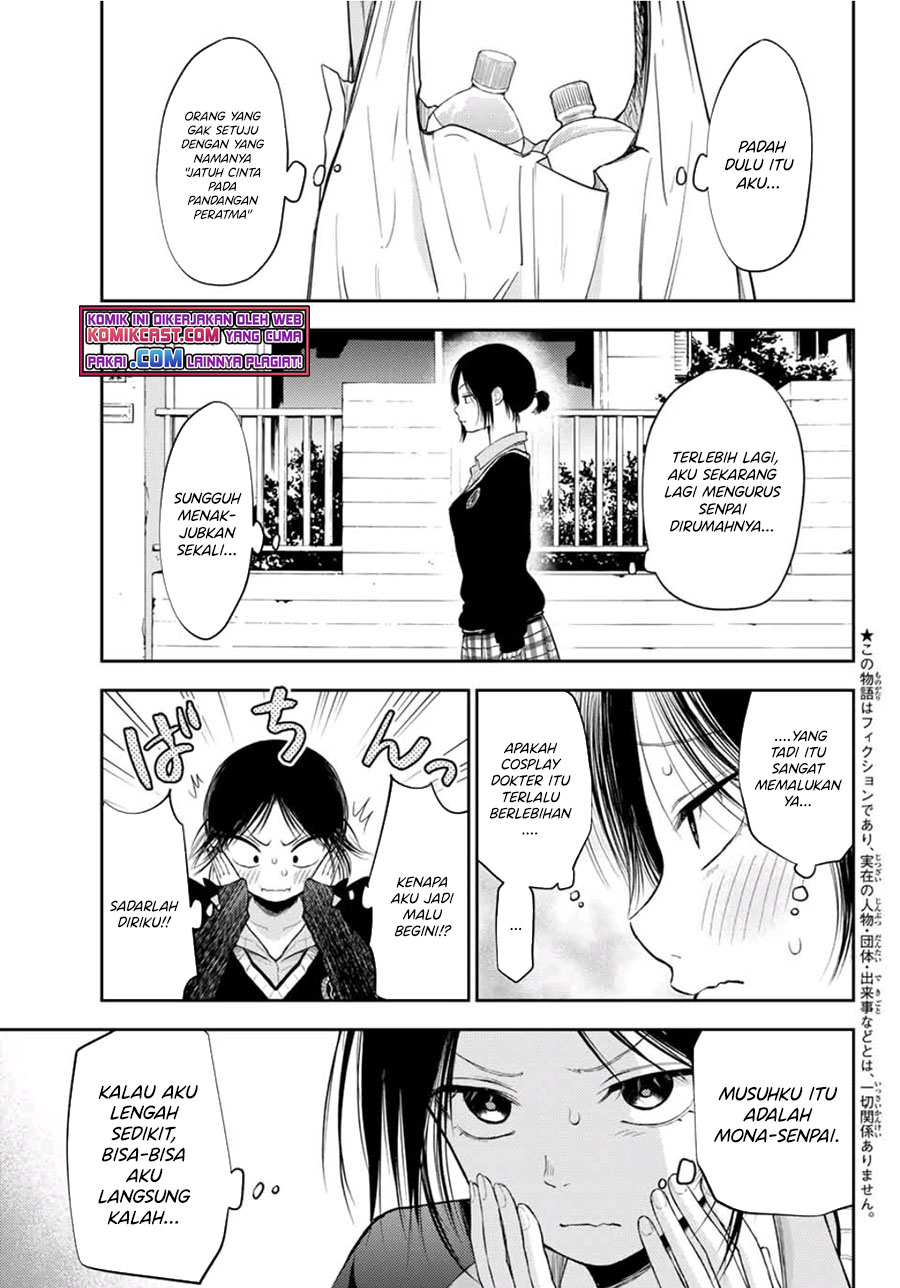 PADAH
DULU ITU
AKU...
ORANG YANG
GAK SETUJU
DENGAN YANG
NAMANYA
"JATUH CINTA
PADA
PANDANGAN
PERATMA"
KOMIK INI DIKERJAKAN OLEH WEB
KOMIKCAST.COM YANG CUMA
PAKAI .COM LAINNYA PLAGIAT!
TERLEBIH LAGI,
AKU SEKARANG
LAGI MENGURUS
SENPAI
DIRUMAHNYA...
SUNGGUH
MENAK-
JUBKAN
SEKALI...
....YANG
TADI ITU
SANGAT
MEMALUKAN
YA...
APAKAH
COSPLAY
DOKTER ITU
TERLALU
BERLEBIHAN
....
...
ばちんっ
KENAPA
AKU JADI
MALU
BEGINI!?
SADARLAH
DIRIKU!!
MUSUHKU ITU
ADALAH
MONA-SENPAI.
KALAU AKU
LENGAH
SEDIKIT,
BISA-BISA
AKU
LANGSUNG
KALAH...
★この物語はフィクションであり、実在の人物・団体・出来事などとは、一切関係ありません。